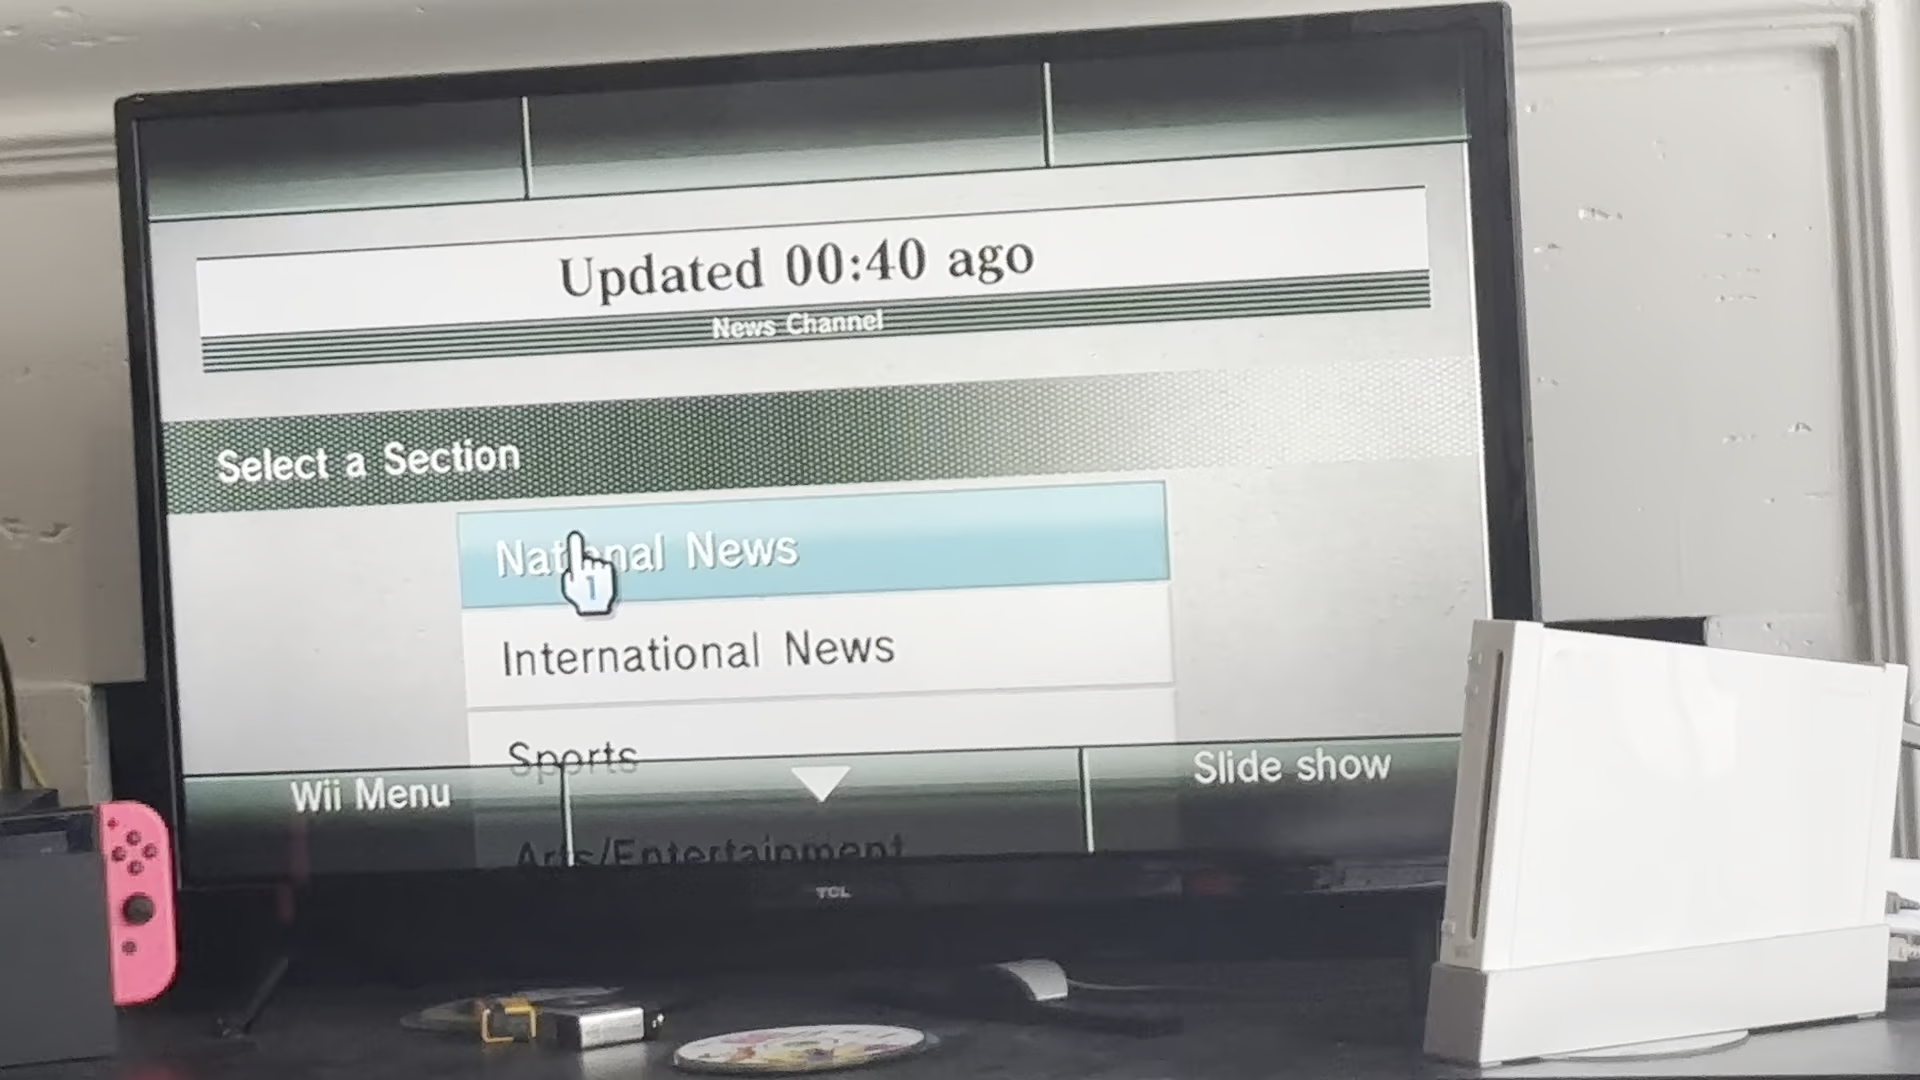 Updated 00:40 ago
News Channel
Select a Section
National News
1
International News
Sports
Wii Menu
Slide show
Arts/Entertainment
TCL